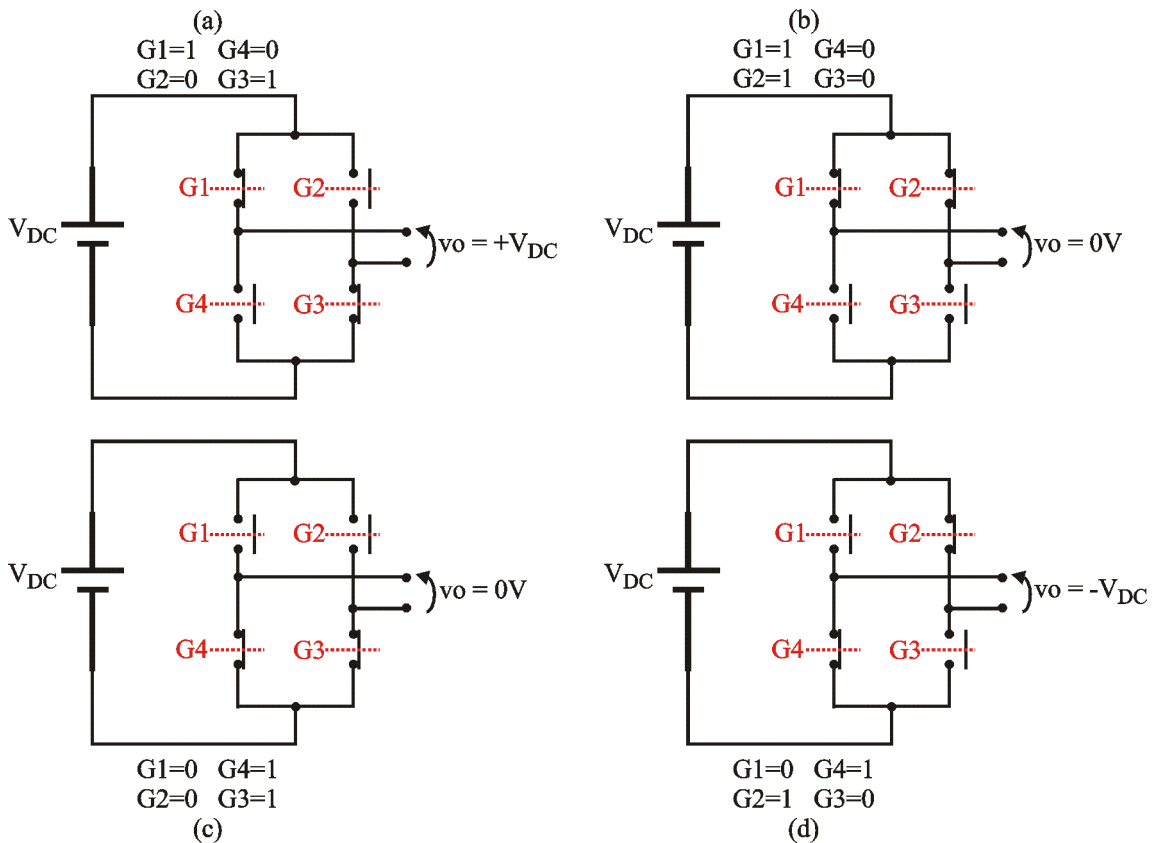 (a)
G1=1 G4=0
G2=0 G3=1
G1 G2
VDC
vo = +VDC
G4 G3
(b)
G1=1 G4=0
G2=1 G3=0
G1 G2
VDC
vo = 0V
G4 G3
G1 G2
VDC
vo = 0V
G4 G3
G1=0 G4=1
G2=0 G3=1
(c)
G1 G2
VDC
vo = -VDC
G4 G3
G1=0 G4=1
G2=1 G3=0
(d)